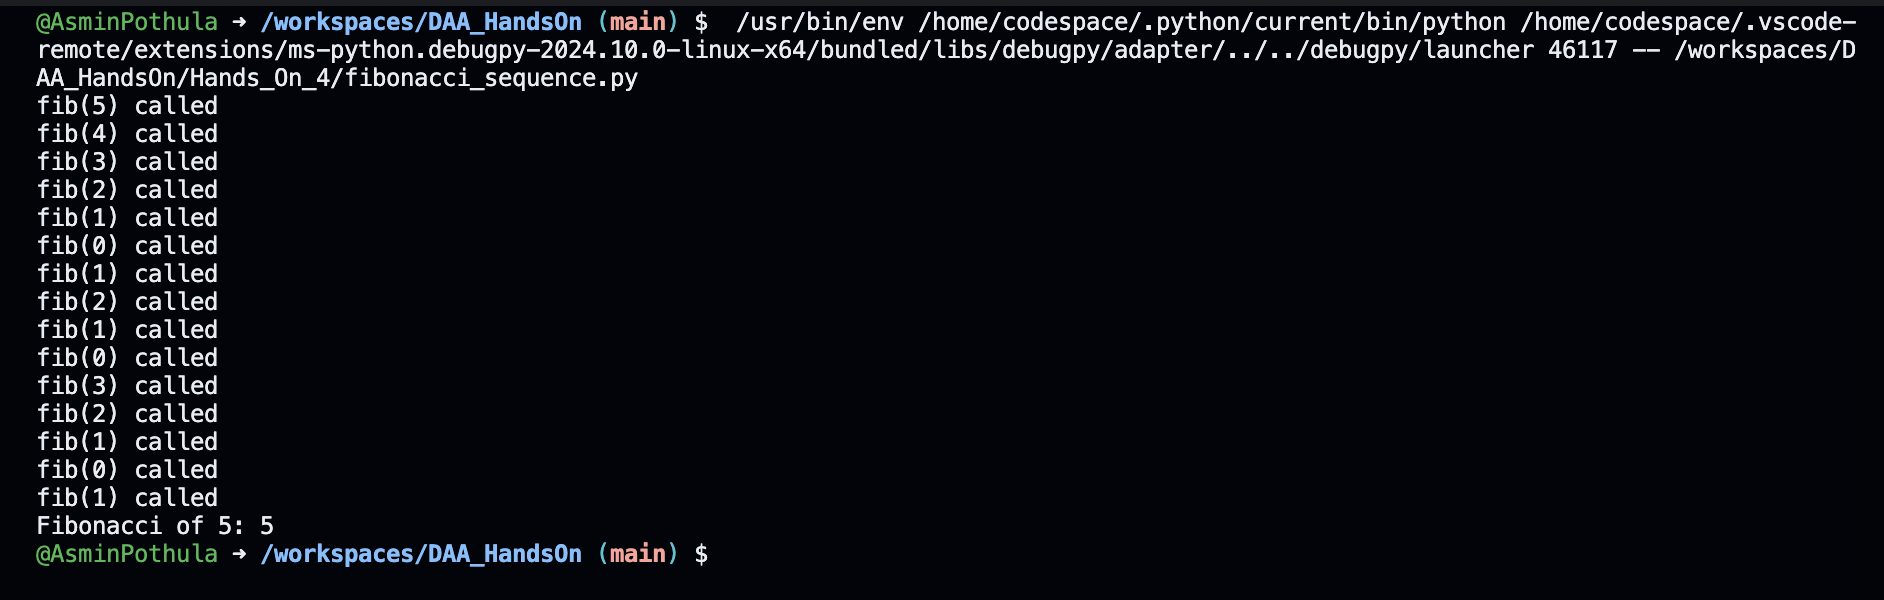 @AsminPothula ➜ /workspaces/DAA_HandsOn (main) $  /usr/bin/env /home/codespace/.python/current/bin/python /home/codespace/.vscode-
remote/extensions/ms-python.debugpy-2024.10.0-linux-x64/bundled/libs/debugpy/adapter/../../debugpy/launcher 46117 -- /workspaces/D
AA_HandsOn/Hands_On_4/fibonacci_sequence.py
fib(5) called
fib(4) called
fib(3) called
fib(2) called
fib(1) called
fib(0) called
fib(1) called
fib(2) called
fib(1) called
fib(0) called
fib(3) called
fib(2) called
fib(1) called
fib(0) called
fib(1) called
Fibonacci of 5: 5
@AsminPothula ➜ /workspaces/DAA_HandsOn (main) $